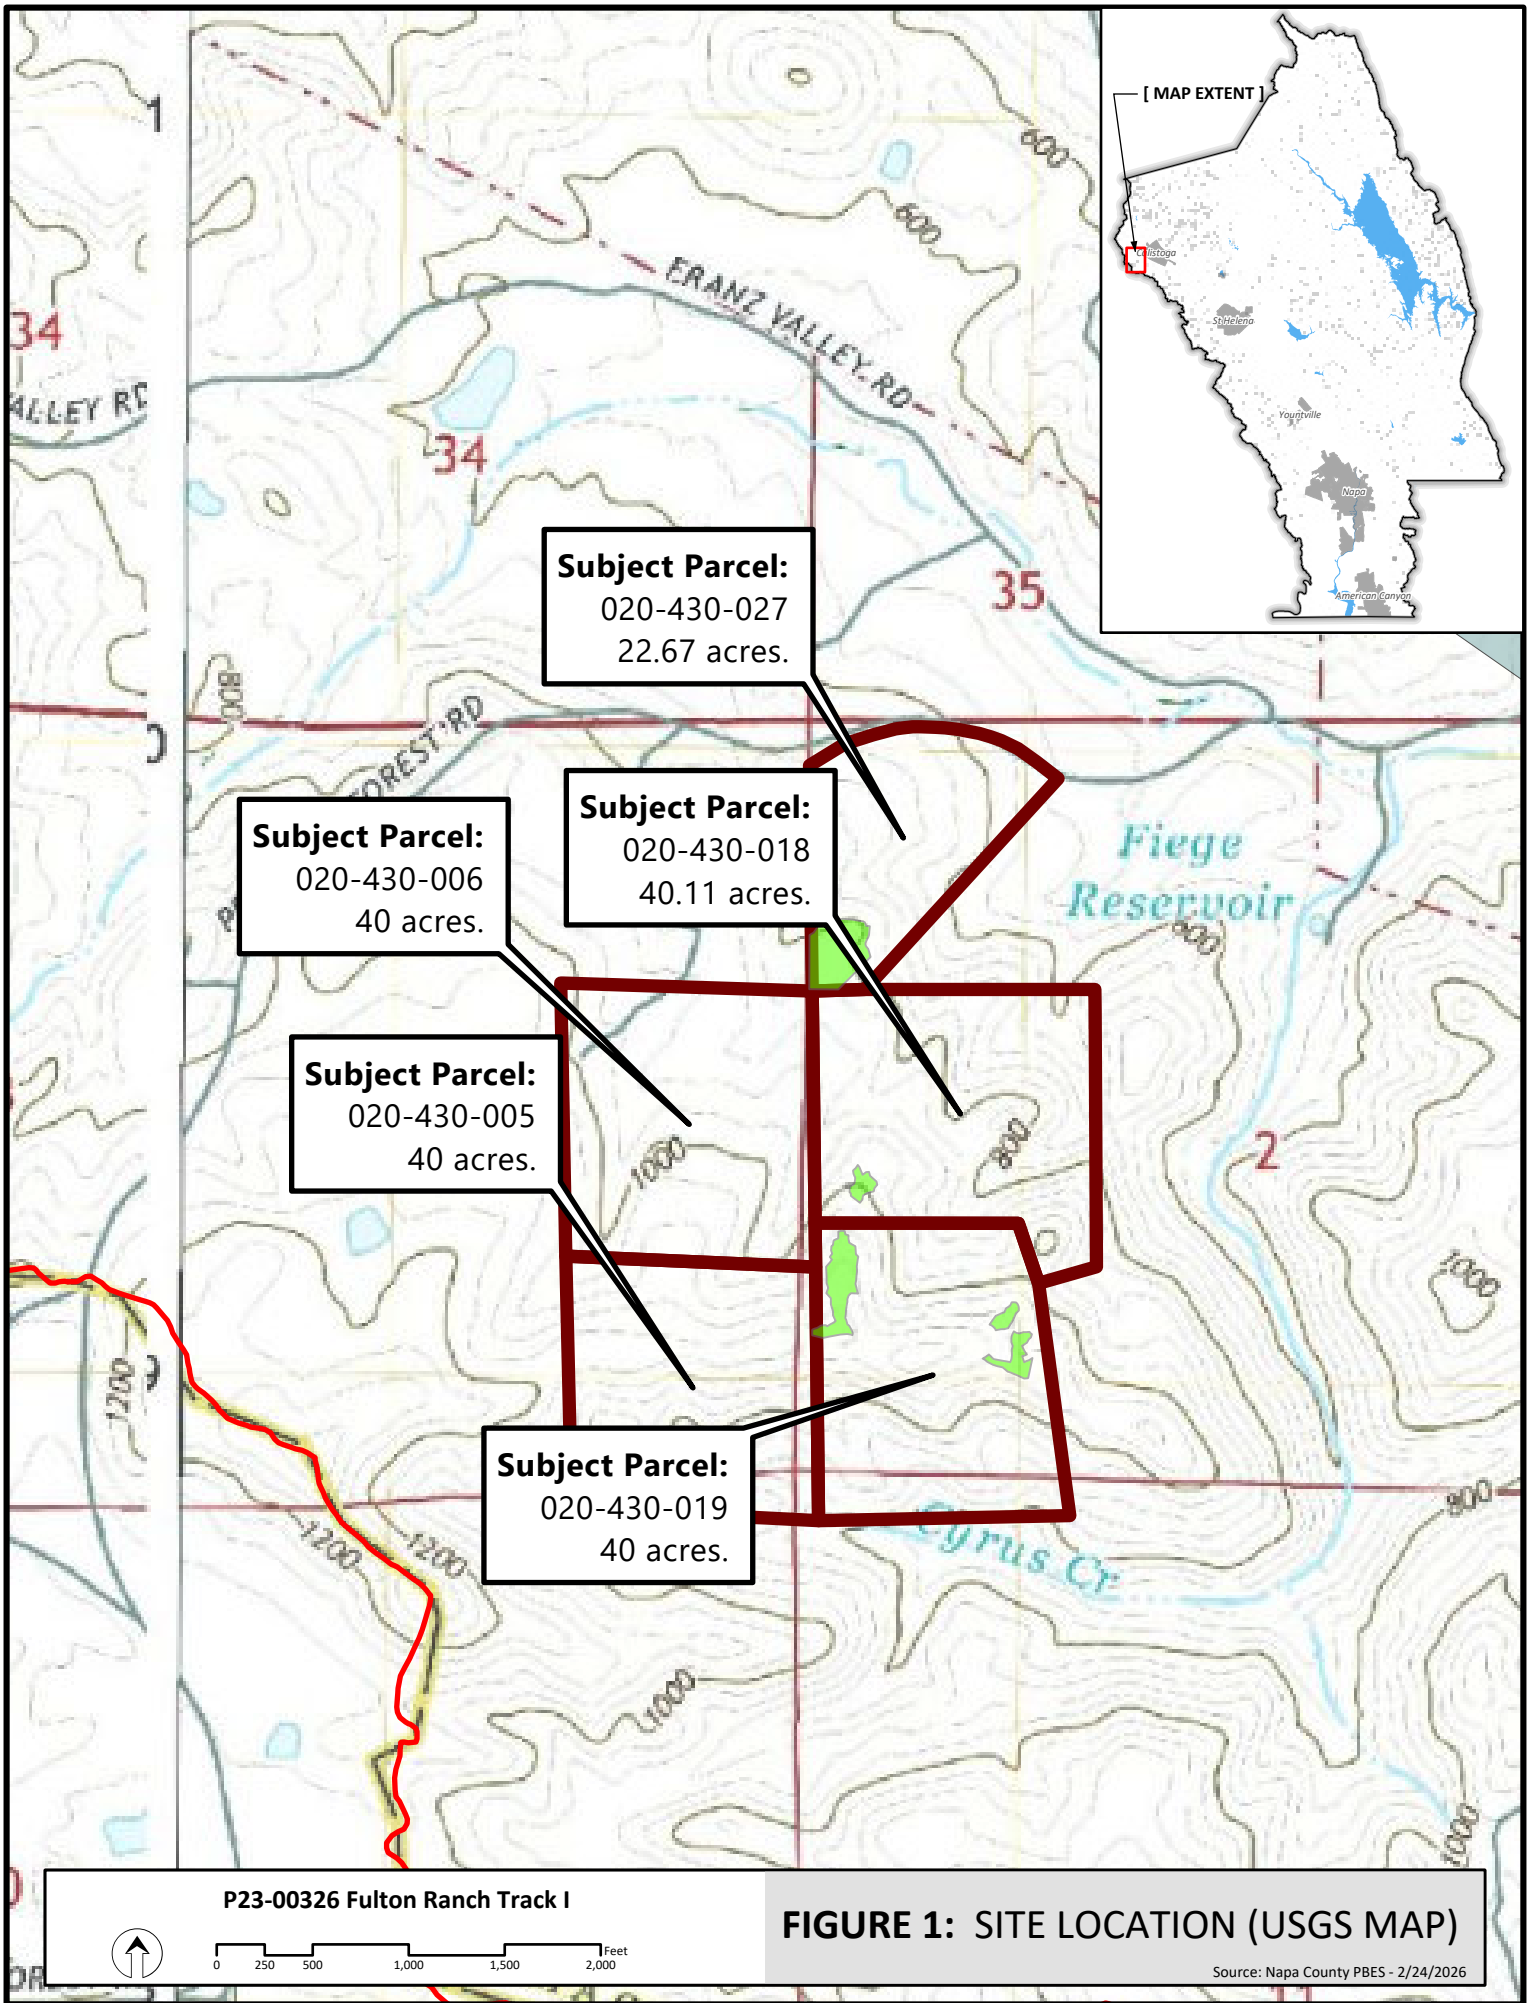 [ MAP EXTENT ]
Calistoga
St Helena
Yountville
Napa
American Canyon
1
600
600
FRANZ VALLEY RD
34
ALLEY RD
34
35
Subject Parcel:
020-430-027
22.67 acres.
800
FOREST RD
0
Subject Parcel:
020-430-006
40 acres.
Subject Parcel:
020-430-018
40.11 acres.
Fiege
Reservoir
600
Subject Parcel:
020-430-005
40 acres.
1000
800
2
1000
1200
9
Subject Parcel:
020-430-019
40 acres.
800
1200
1200
Cyrus Cr
1000
1000
P23-00326 Fulton Ranch Track I
0 250 500 1,000 1,500 2,000 Feet
FIGURE 1: SITE LOCATION (USGS MAP)
Source: Napa County PBES - 2/24/2026